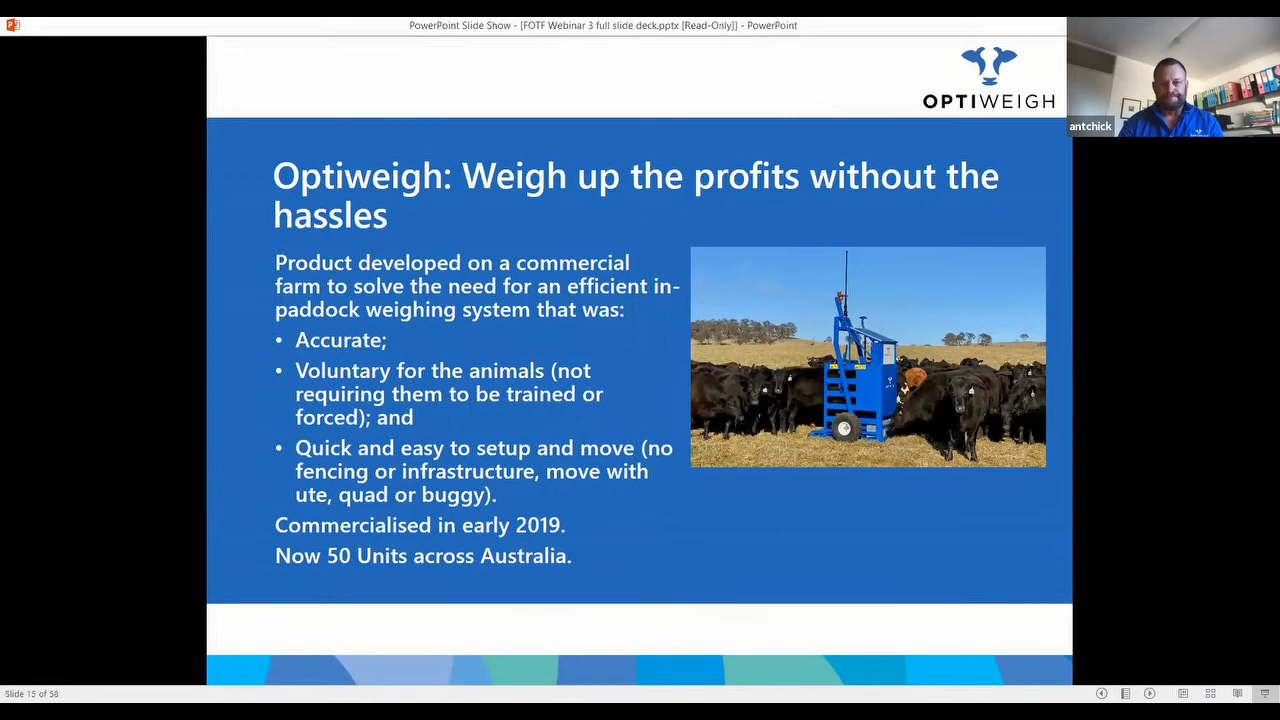 PowerPoint Slide Show - [FOTF Webinar 3 full slide deck.pptx [Read-Only]] - PowerPoint
OPTIWEIGH
antchick
Optiweigh: Weigh up the profits without the
hassles
Product developed on a commercial
farm to solve the need for an efficient in-
paddock weighing system that was:
• Accurate;
• Voluntary for the animals (not
requiring them to be trained or
forced); and
• Quick and easy to setup and move (no
fencing or infrastructure, move with
ute, quad or buggy).
Commercialised in early 2019.
Now 50 Units across Australia.
Slide 15 of 58